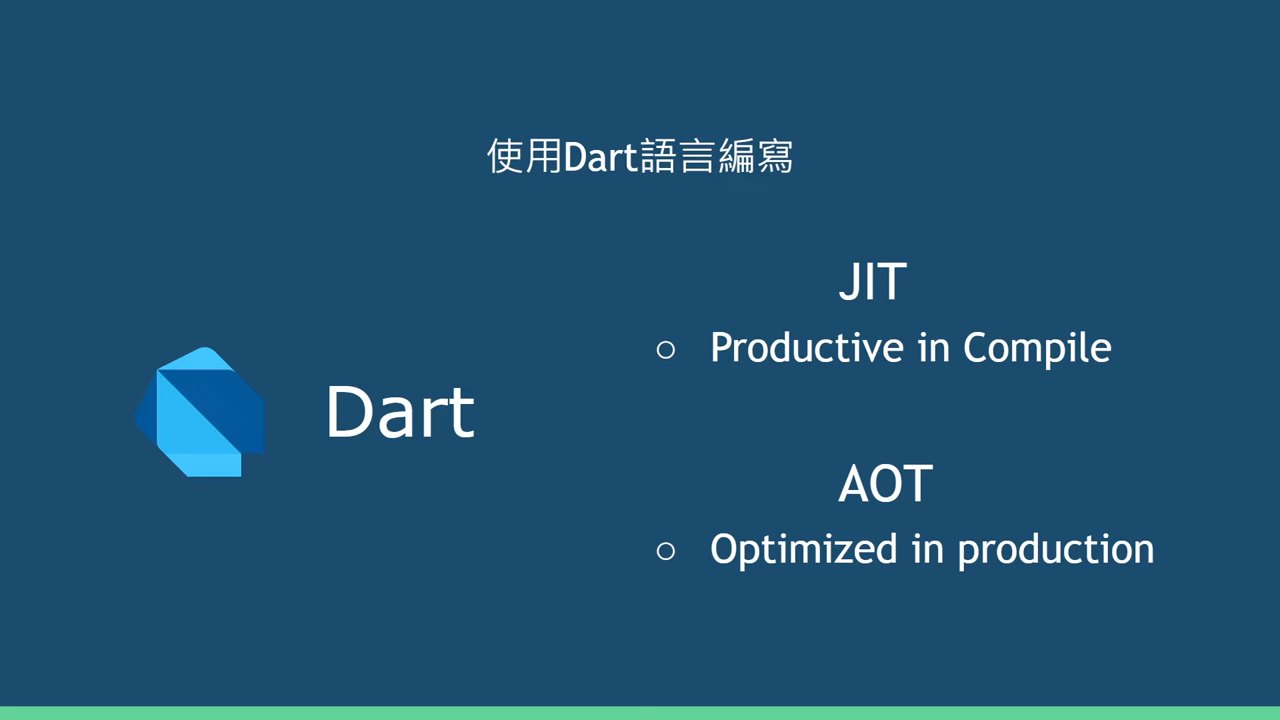 使用Dart語言編寫
Dart
JIT
○ Productive in Compile
AOT
○ Optimized in production